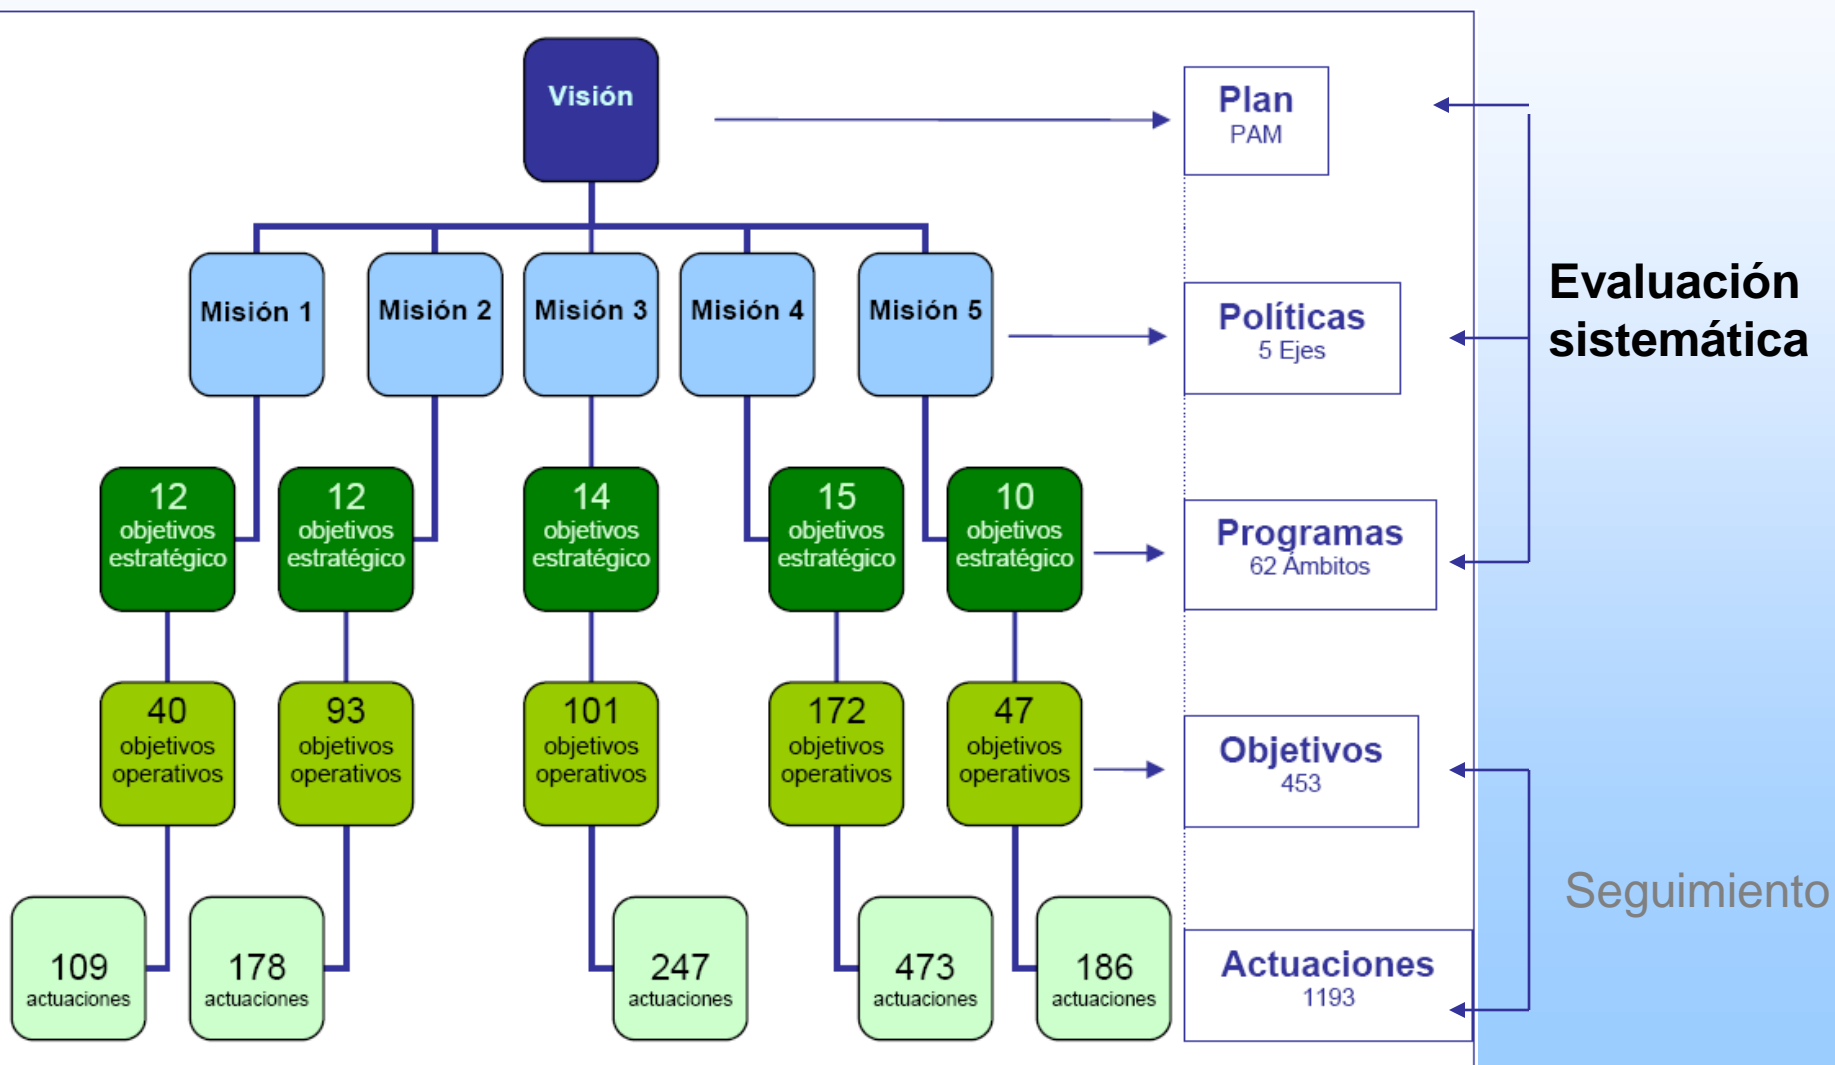 Visión
Plan
PAM
Misión 1
Misión 2
Misión 3
Misión 4
Misión 5
Políticas
5 Ejes
Evaluación
sistemática
12
objetivos
estratégico
12
objetivos
estratégico
14
objetivos
estratégico
15
objetivos
estratégico
10
objetivos
estratégico
Programas
62 Ámbitos
40
objetivos
operativos
93
objetivos
operativos
101
objetivos
operativos
172
objetivos
operativos
47
objetivos
operativos
Objetivos
453
Seguimiento
109
actuaciones
178
actuaciones
247
actuaciones
473
actuaciones
186
actuaciones
Actuaciones
1193